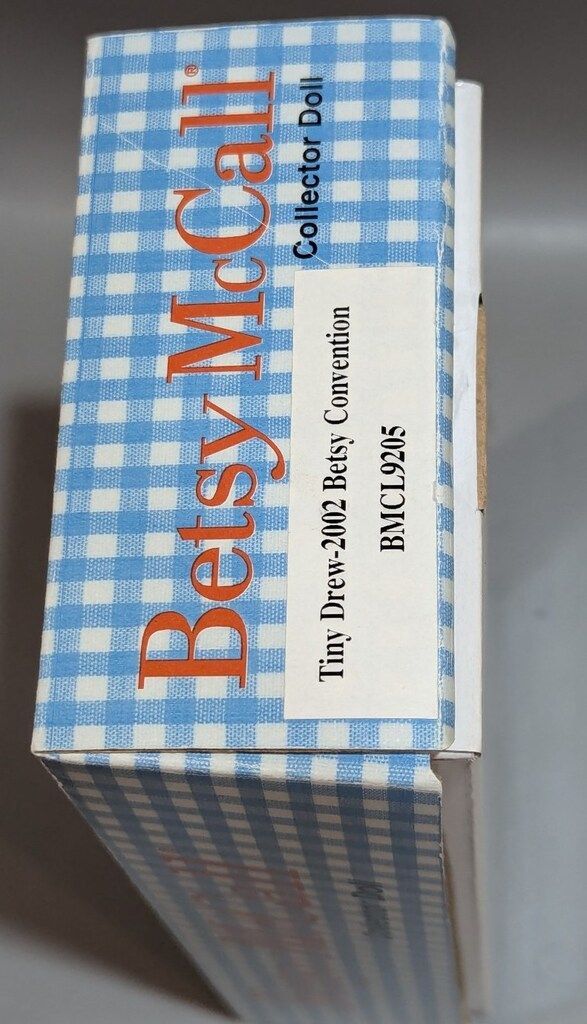 Betsy McCall®
Collector Doll
Tiny Drew-2002 Betsy Convention
BMCL9205